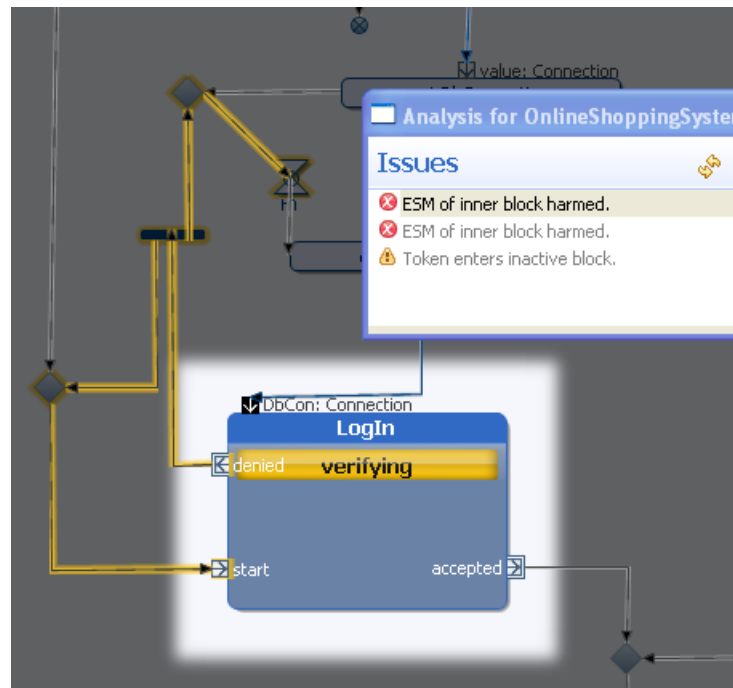 value: Connection
Analysis for OnlineShoppingSyste
Issues
ESM of inner block harmed.
ESM of inner block harmed.
Token enters inactive block.
DbCon: Connection
LogIn
denied
verifying
start
accepted